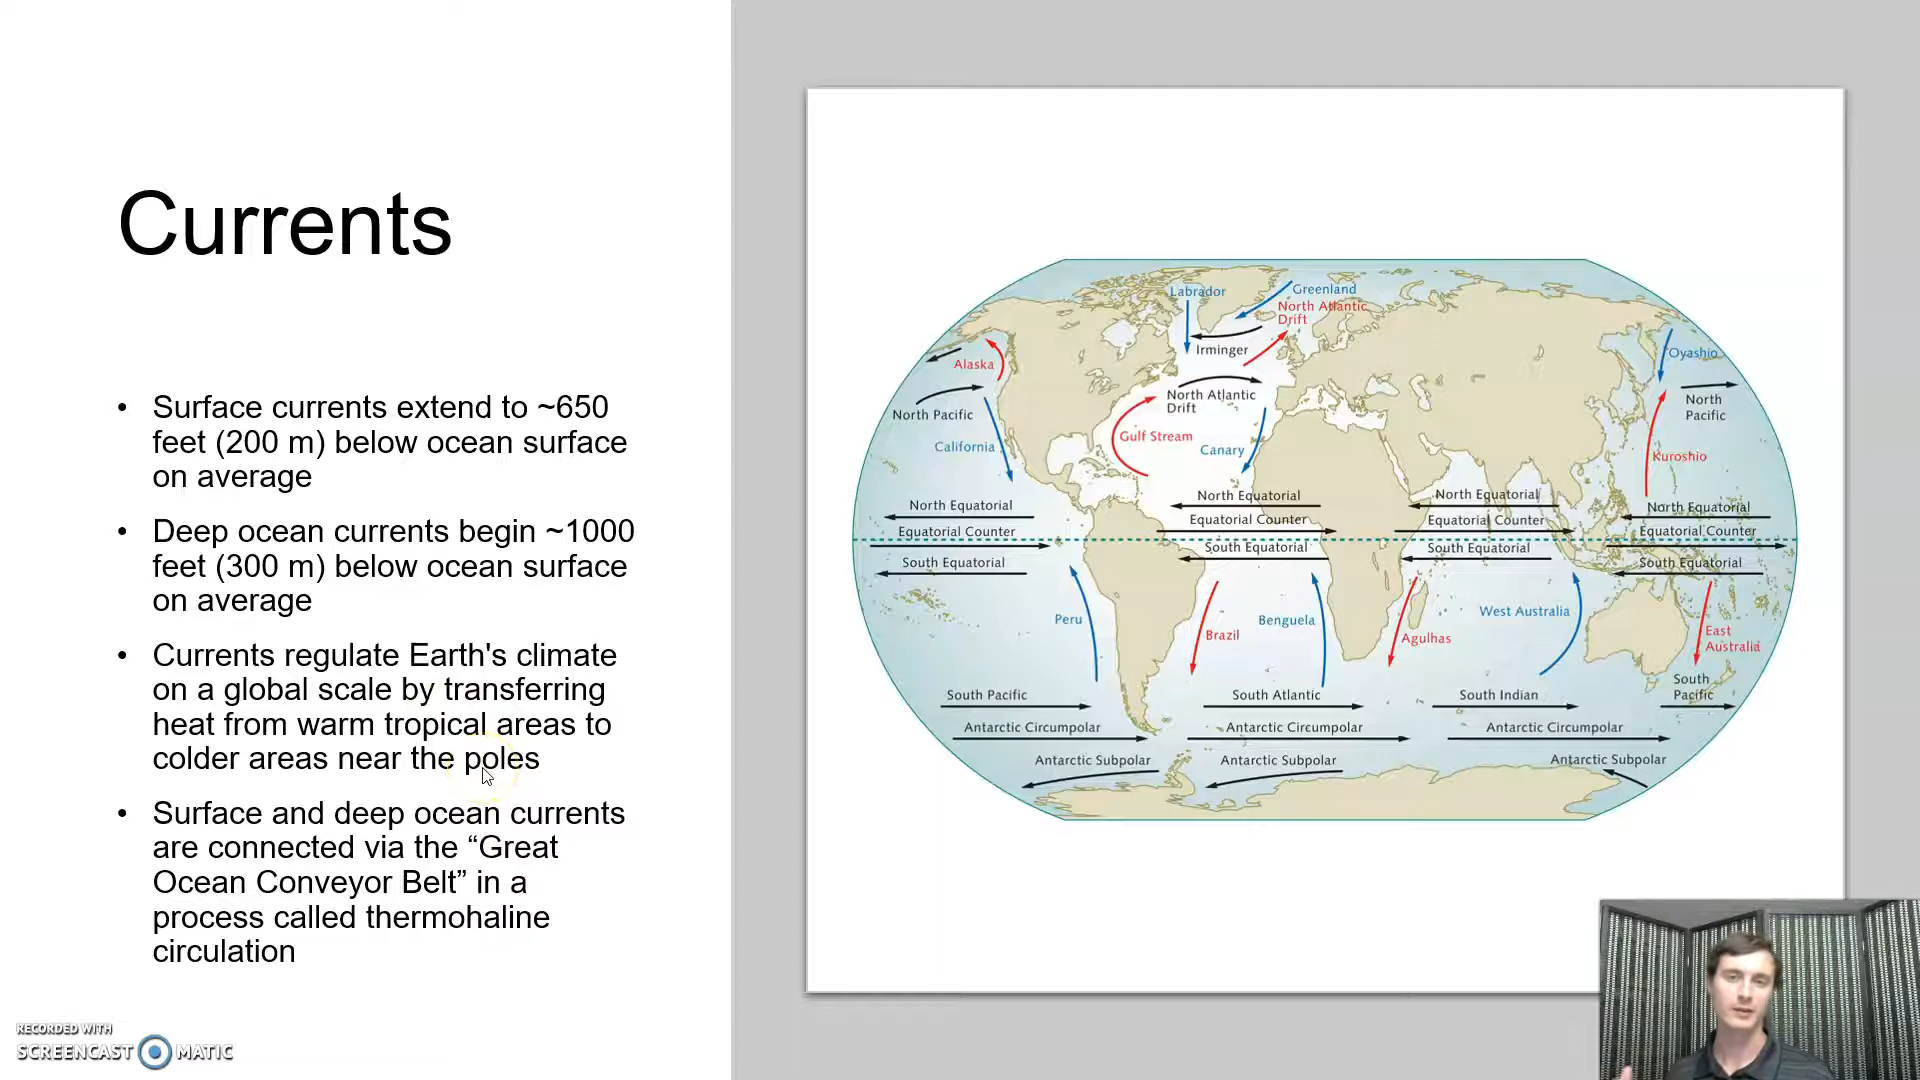 Currents
• Surface currents extend to ~650
feet (200 m) below ocean surface
on average
• Deep ocean currents begin ~1000
feet (300 m) below ocean surface
on average
• Currents regulate Earth's climate
on a global scale by transferring
heat from warm tropical areas to
colder areas near the poles
• Surface and deep ocean currents
are connected via the “Great
Ocean Conveyor Belt” in a
process called thermohaline
circulation
Labrador
Greenland
North Atlantic
Drift
Irminger
Alaska
Oyashio
North Pacific
North Atlantic
Drift
North
Pacific
California
Gulf Stream
Canary
Kuroshio
North Equatorial
North Equatorial
North Equatorial
North Equatorial
Equatorial Counter
Equatorial Counter
Equatorial Counter
Equatorial Counter
South Equatorial
South Equatorial
South Equatorial
South Equatorial
Peru
Brazil
Benguela
Agulhas
West Australia
East
Australia
South Pacific
South Atlantic
South Indian
South
Pacific
Antarctic Circumpolar
Antarctic Circumpolar
Antarctic Circumpolar
Antarctic Subpolar
Antarctic Subpolar
Antarctic Subpolar
RECORDED WITH
SCREENCAST MATIC